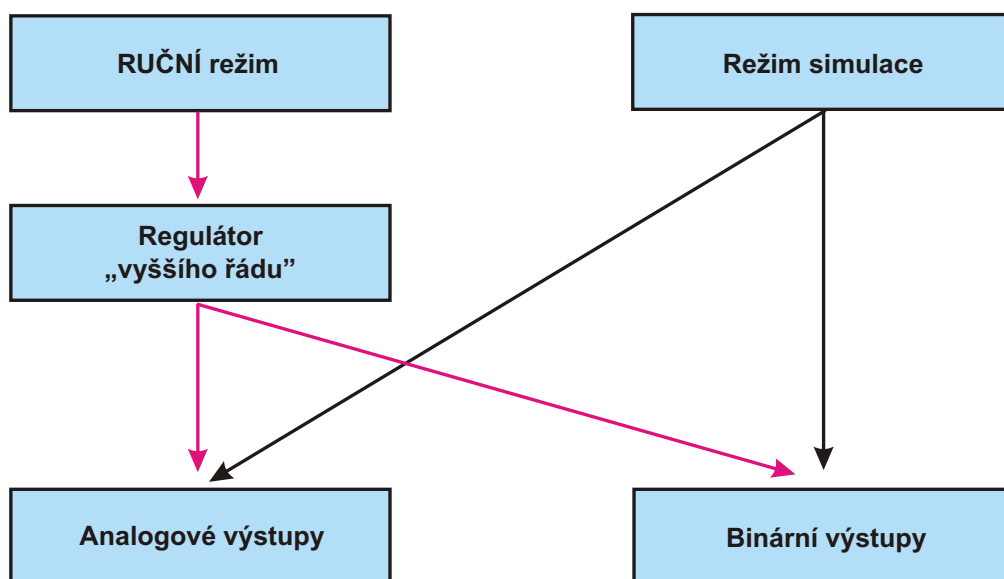 RUČNÍ režim
Režim simulace
Regulátor
„vyššího řádu”
Analogové výstupy
Binární výstupy